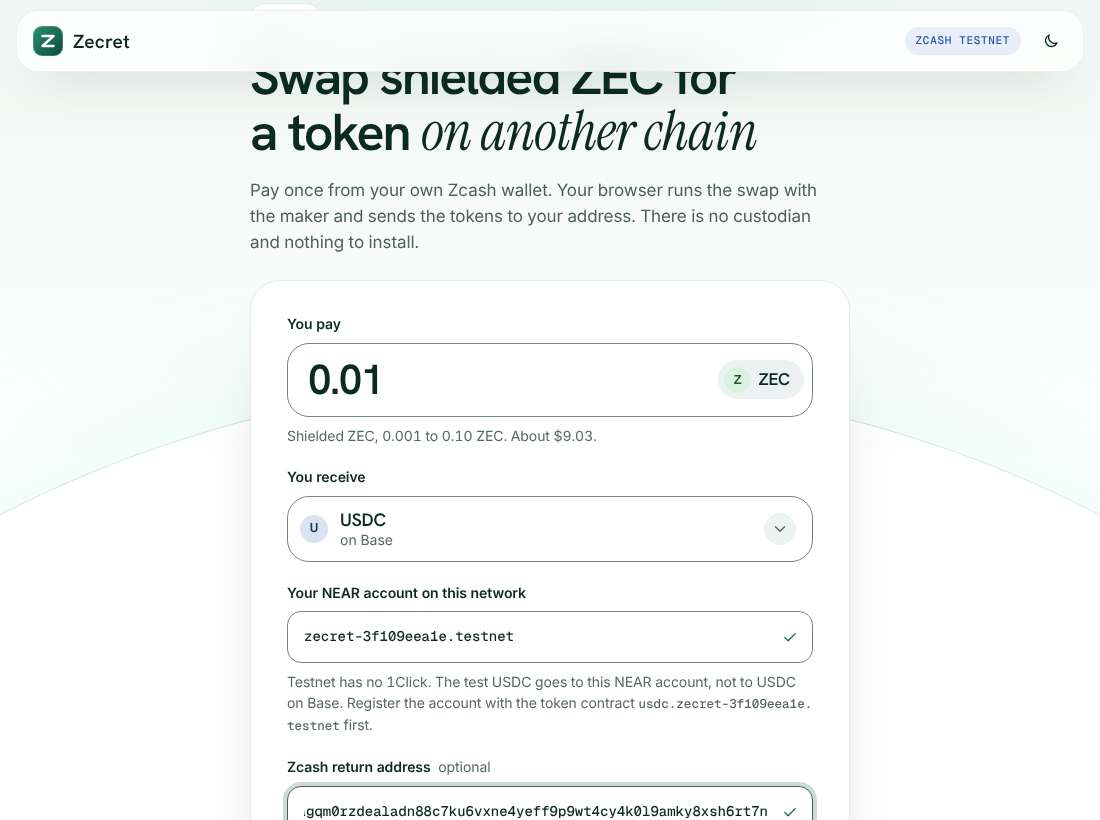 Z Zecret
ZCASH TESTNET
Swap shielded ZEC for
a token on another chain
Pay once from your own Zcash wallet. Your browser runs the swap with
the maker and sends the tokens to your address. There is no custodian
and nothing to install.
You pay
0.01
Z ZEC
Shielded ZEC, 0.001 to 0.10 ZEC. About $9.03.
You receive
U
USDC
on Base
Your NEAR account on this network
zecret-3f109eea1e.testnet
Testnet has no 1Click. The test USDC goes to this NEAR account, not to USDC
on Base. Register the account with the token contract usdc.zecret-3f109eea1e.
testnet first.
Zcash return address optional
gqm0rzdealadn88c7ku6vxne4yeff9p9wt4cy4k0l9amky8xsh6rt7n